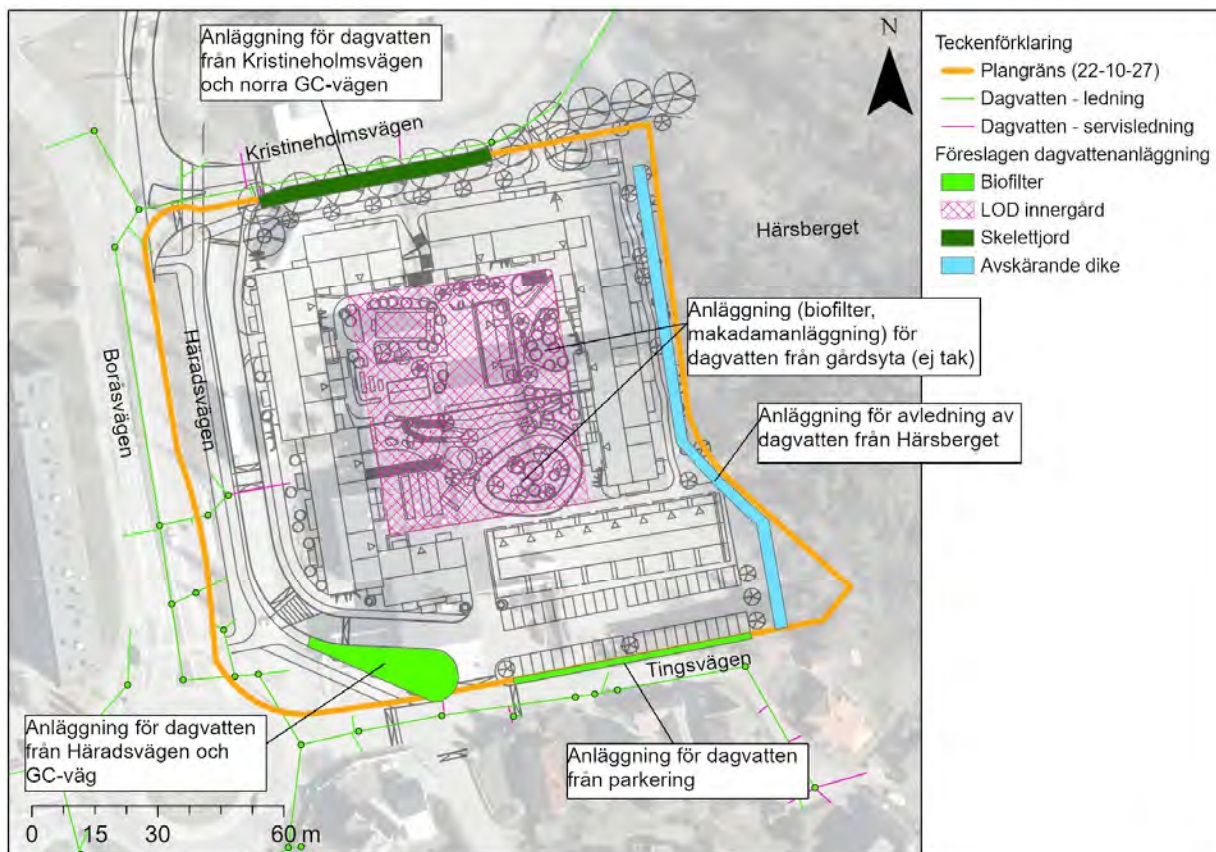 Anläggning för dagvatten
från Kristineholmsvägen
och norra GC-vägen
N
Kristineholmsvägen
Härsberget
Boråsvägen
Häradsvägen
Anläggning (biofilter,
makadamanläggning) för
dagvatten från gårdsyta (ej tak)
Anläggning för avledning av
dagvatten från Härsberget
Tingsvägen
Anläggning för dagvatten
från Häradsvägen och
GC-väg
Anläggning för dagvatten
från parkering
0 15 30 60 m
Teckenförklaring
Plangräns (22-10-27)
Dagvatten - ledning
Dagvatten - servisledning
Föreslagen dagvattenanläggning
Biofilter
LOD innergård
Skelettjord
Avskärande dike